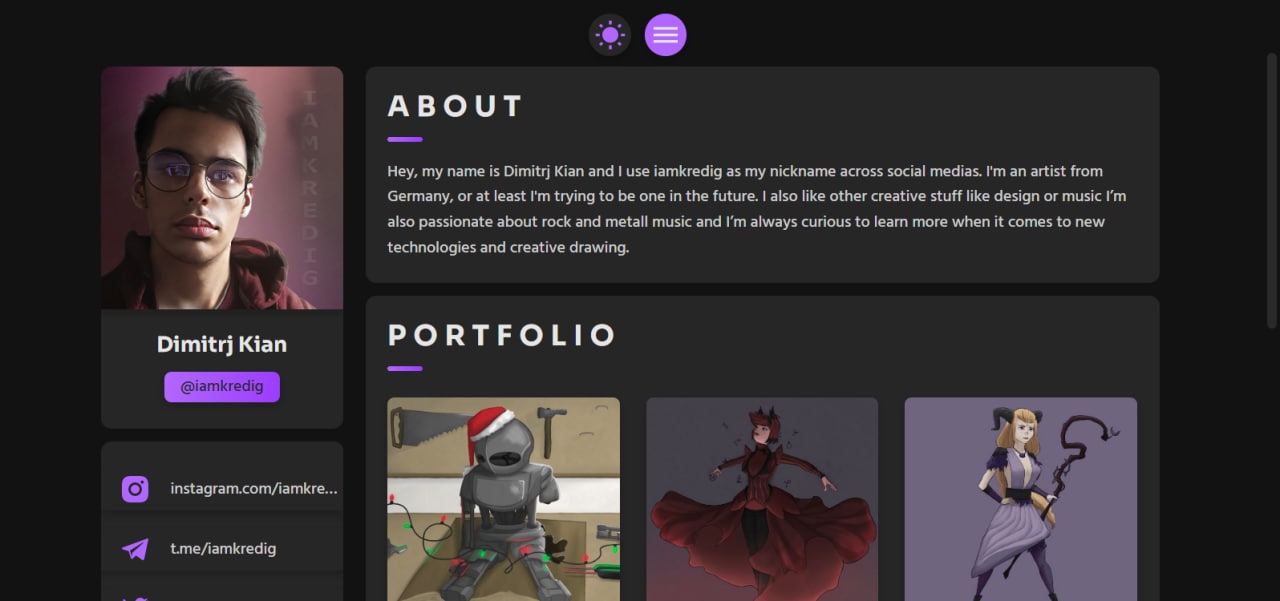 IAMKREDIG
Dimitrj Kian
@iamkredig
instagram.com/iamkre...
t.me/iamkredig
ABOUT
Hey, my name is Dimitrj Kian and I use iamkredig as my nickname across social medias. I'm an artist from
Germany, or at least I'm trying to be one in the future. I also like other creative stuff like design or music I’m
also passionate about rock and metall music and I’m always curious to learn more when it comes to new
technologies and creative drawing.
PORTFOLIO